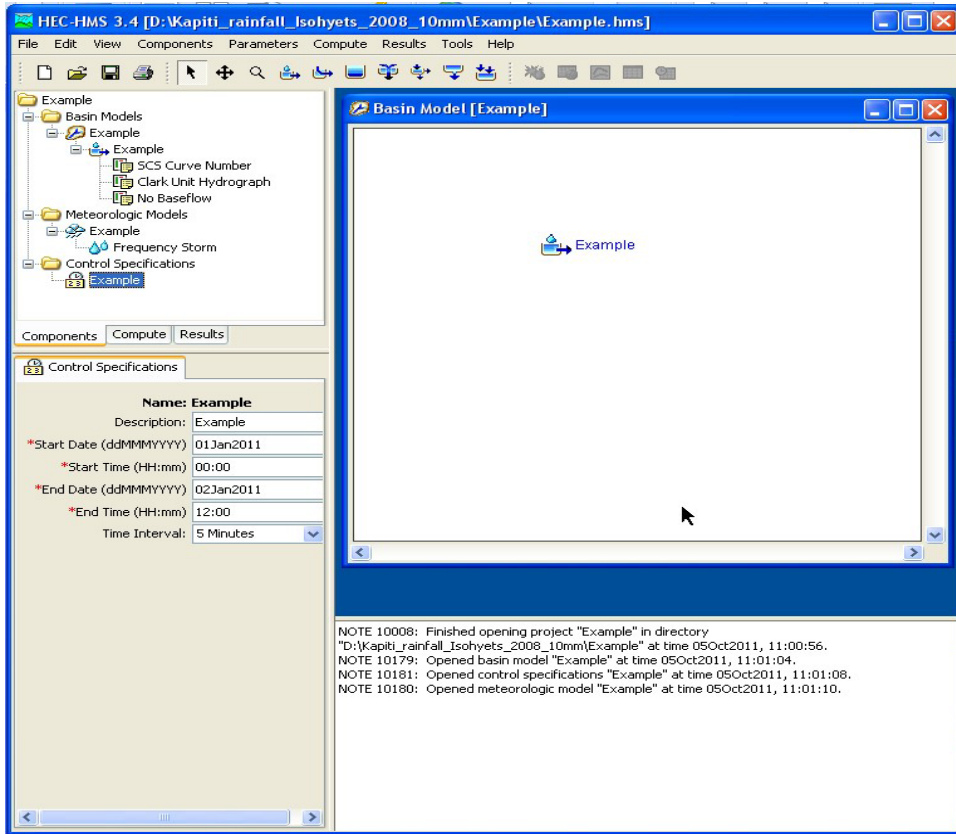 HEC-HMS 3.4 [D:\Kapiti_rainfall_Isohyets_2008_10mm\Example\Example.hms]
File Edit View Components Parameters Compute Results Tools Help
Example
Basin Models
Example
Example
SCS Curve Number
Clark Unit Hydrograph
No Baseflow
Meteorologic Models
Example
Frequency Storm
Control Specifications
Example
Components Compute Results
Basin Model [Example]
Example
Control Specifications
Name: Example
Description: Example
*Start Date (ddMMMYYYY) 01Jan2011
*Start Time (HH:mm) 00:00
*End Date (ddMMMYYYY) 02Jan2011
*End Time (HH:mm) 12:00
Time Interval: 5 Minutes
NOTE 10008: Finished opening project "Example" in directory
"D:\Kapiti_rainfall_Isohyets_2008_10mm\Example" at time 05Oct2011, 11:00:56.
NOTE 10179: Opened basin model "Example" at time 05Oct2011, 11:01:04.
NOTE 10181: Opened control specifications "Example" at time 05Oct2011, 11:01:08.
NOTE 10180: Opened meteorologic model "Example" at time 05Oct2011, 11:01:10.